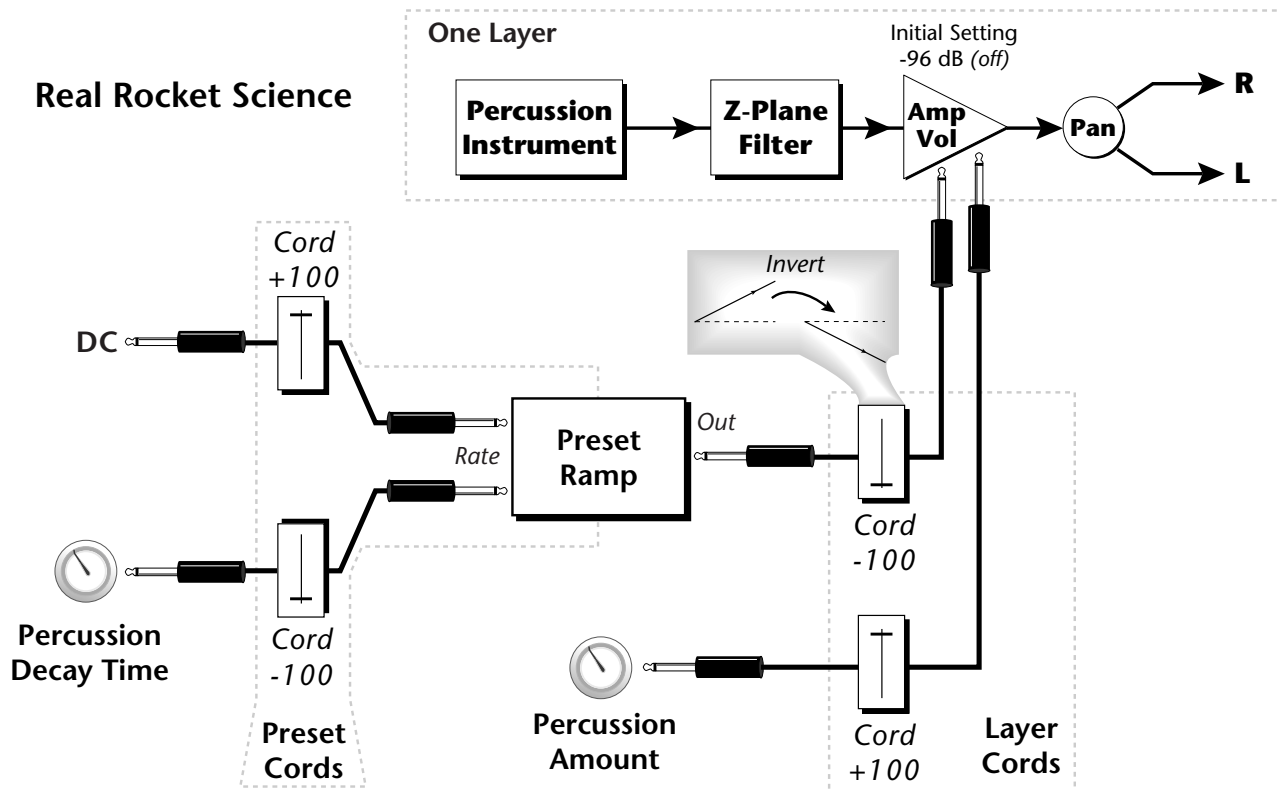 One Layer
Initial Setting
-96 dB (off)
Real Rocket Science
Percussion
Instrument
Z-Plane
Filter
Amp
Vol
Pan
R
L
Cord
+100
Invert
DC
Rate
Preset
Ramp
Out
Cord
-100
Percussion
Decay Time
Cord
-100
Percussion
Amount
Preset
Cords
Cord
+100
Layer
Cords